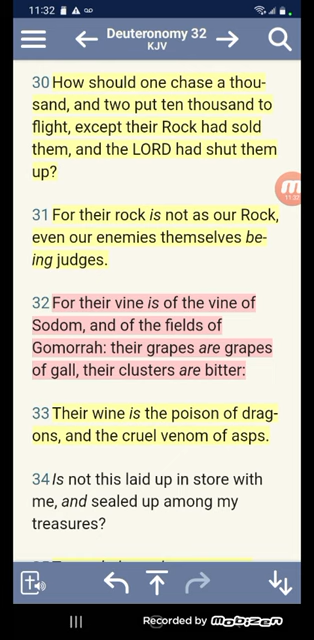 11:32
Deuteronomy 32
KJV
30 How should one chase a thou-
sand, and two put ten thousand to
flight, except their Rock had sold
them, and the LORD had shut them
up?
31 For their rock is not as our Rock,
even our enemies themselves be-
ing judges.
32 For their vine is of the vine of
Sodom, and of the fields of
Gomorrah: their grapes are grapes
of gall, their clusters are bitter:
33 Their wine is the poison of drag-
ons, and the cruel venom of asps.
34 Is not this laid up in store with
me, and sealed up among my
treasures?
Recorded by mobizen